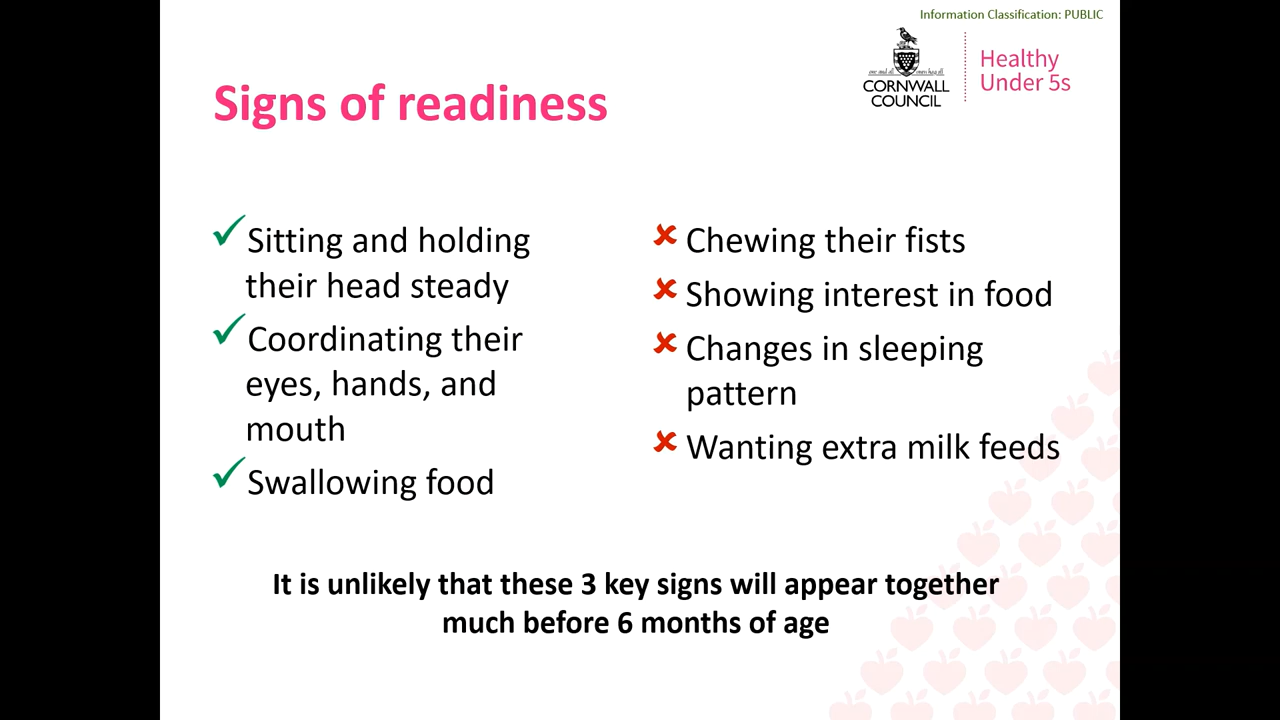 Information Classification: PUBLIC
CORNWALL
COUNCIL
Healthy
Under 5s
Signs of readiness
Sitting and holding
their head steady
Coordinating their
eyes, hands, and
mouth
Swallowing food
Chewing their fists
Showing interest in food
Changes in sleeping
pattern
Wanting extra milk feeds
It is unlikely that these 3 key signs will appear together
much before 6 months of age